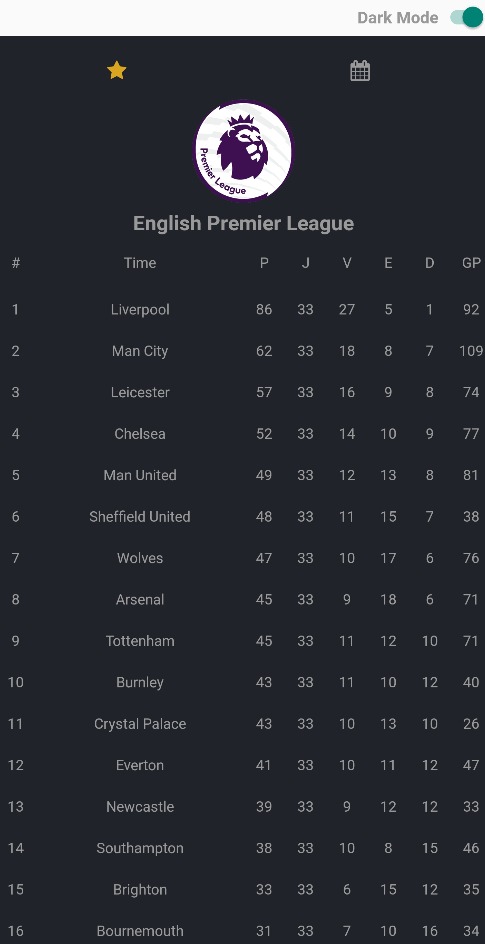 Dark Mode
Premier League
English Premier League
# Time P J V E D GP
1 Liverpool 86 33 27 5 1 92
2 Man City 62 33 18 8 7 109
3 Leicester 57 33 16 9 8 74
4 Chelsea 52 33 14 10 9 77
5 Man United 49 33 12 13 8 81
6 Sheffield United 48 33 11 15 7 38
7 Wolves 47 33 10 17 6 76
8 Arsenal 45 33 9 18 6 71
9 Tottenham 45 33 11 12 10 71
10 Burnley 43 33 11 10 12 40
11 Crystal Palace 43 33 10 13 10 26
12 Everton 41 33 10 11 12 47
13 Newcastle 39 33 9 12 12 33
14 Southampton 38 33 10 8 15 46
15 Brighton 33 33 6 15 12 35
16 Bournemouth 31 33 7 10 16 34